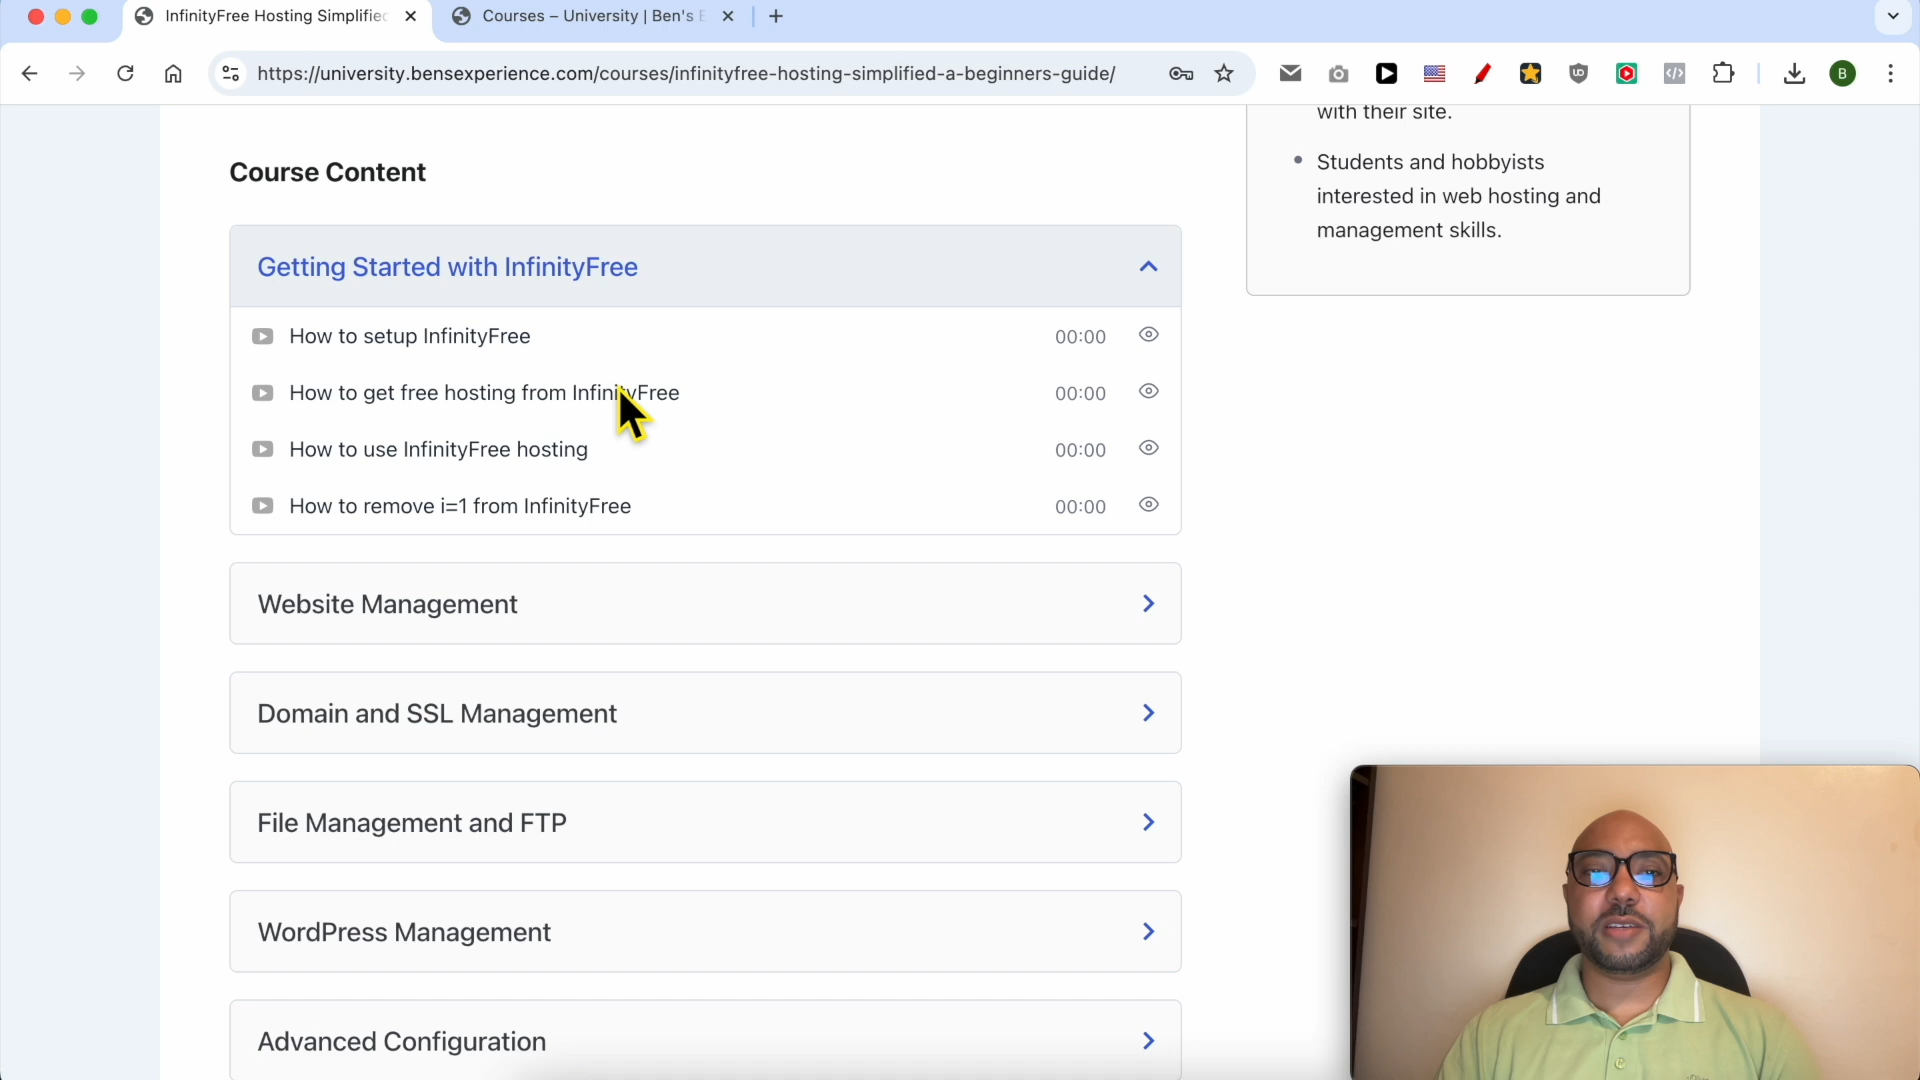 InfinityFree Hosting Simplified
Courses – University | Ben's E
https://university.bensexperience.com/courses/infinityfree-hosting-simplified-a-beginners-guide/
B
with their site.
Students and hobbyists
interested in web hosting and
management skills.
Course Content
Getting Started with InfinityFree
How to setup InfinityFree 00:00
How to get free hosting from InfinityFree 00:00
How to use InfinityFree hosting 00:00
How to remove i=1 from InfinityFree 00:00
Website Management
Domain and SSL Management
File Management and FTP
WordPress Management
Advanced Configuration